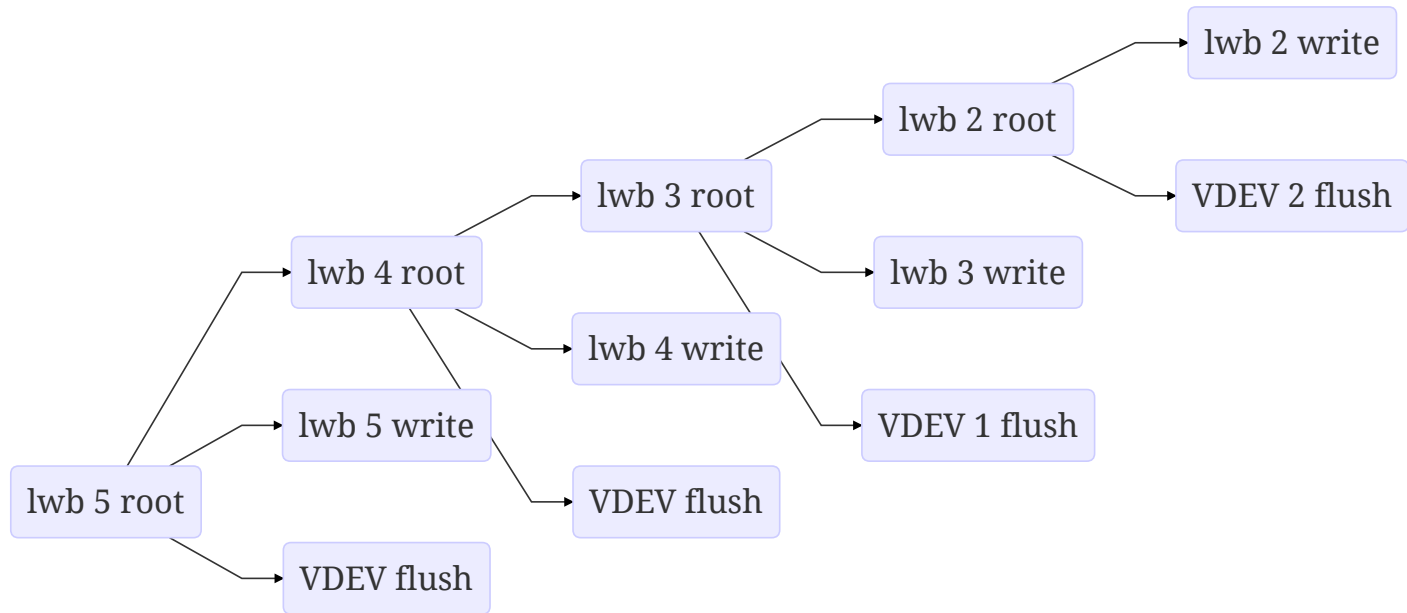 lwb 2 write
lwb 2 root
lwb 3 root
VDEV 2 flush
lwb 4 root
lwb 3 write
lwb 4 write
lwb 5 write
VDEV 1 flush
lwb 5 root
VDEV flush
VDEV flush